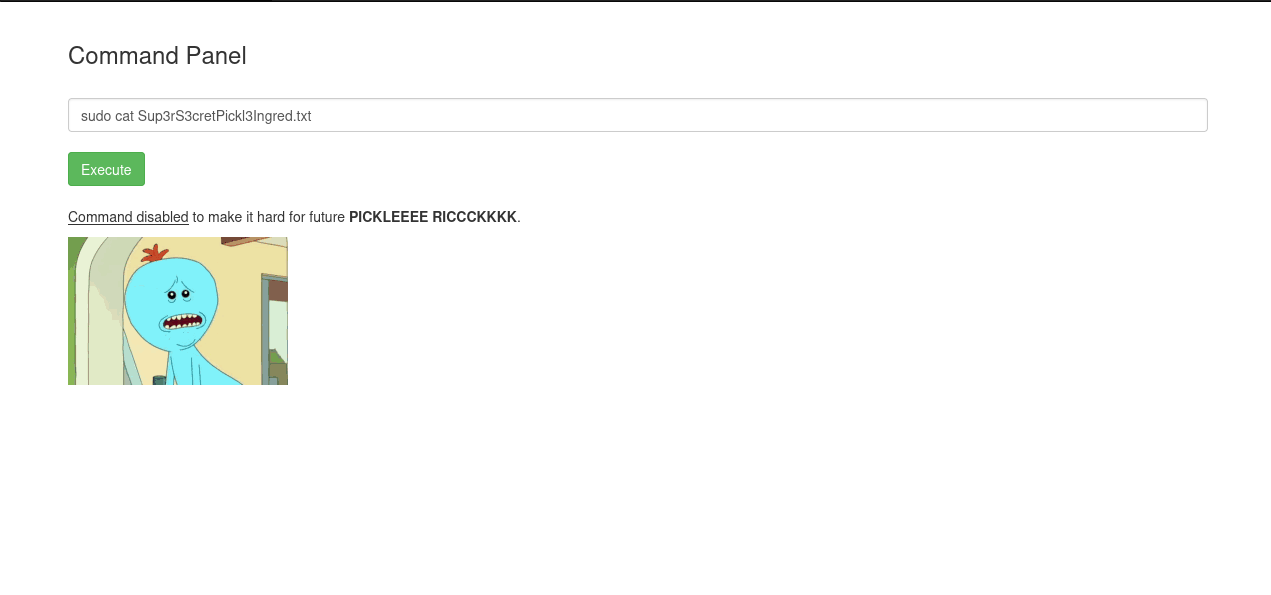 Command Panel
sudo cat Sup3rS3cretPickl3Ingred.txt
Execute
Command disabled to make it hard for future PICKLEEEE RICCCKKKK.